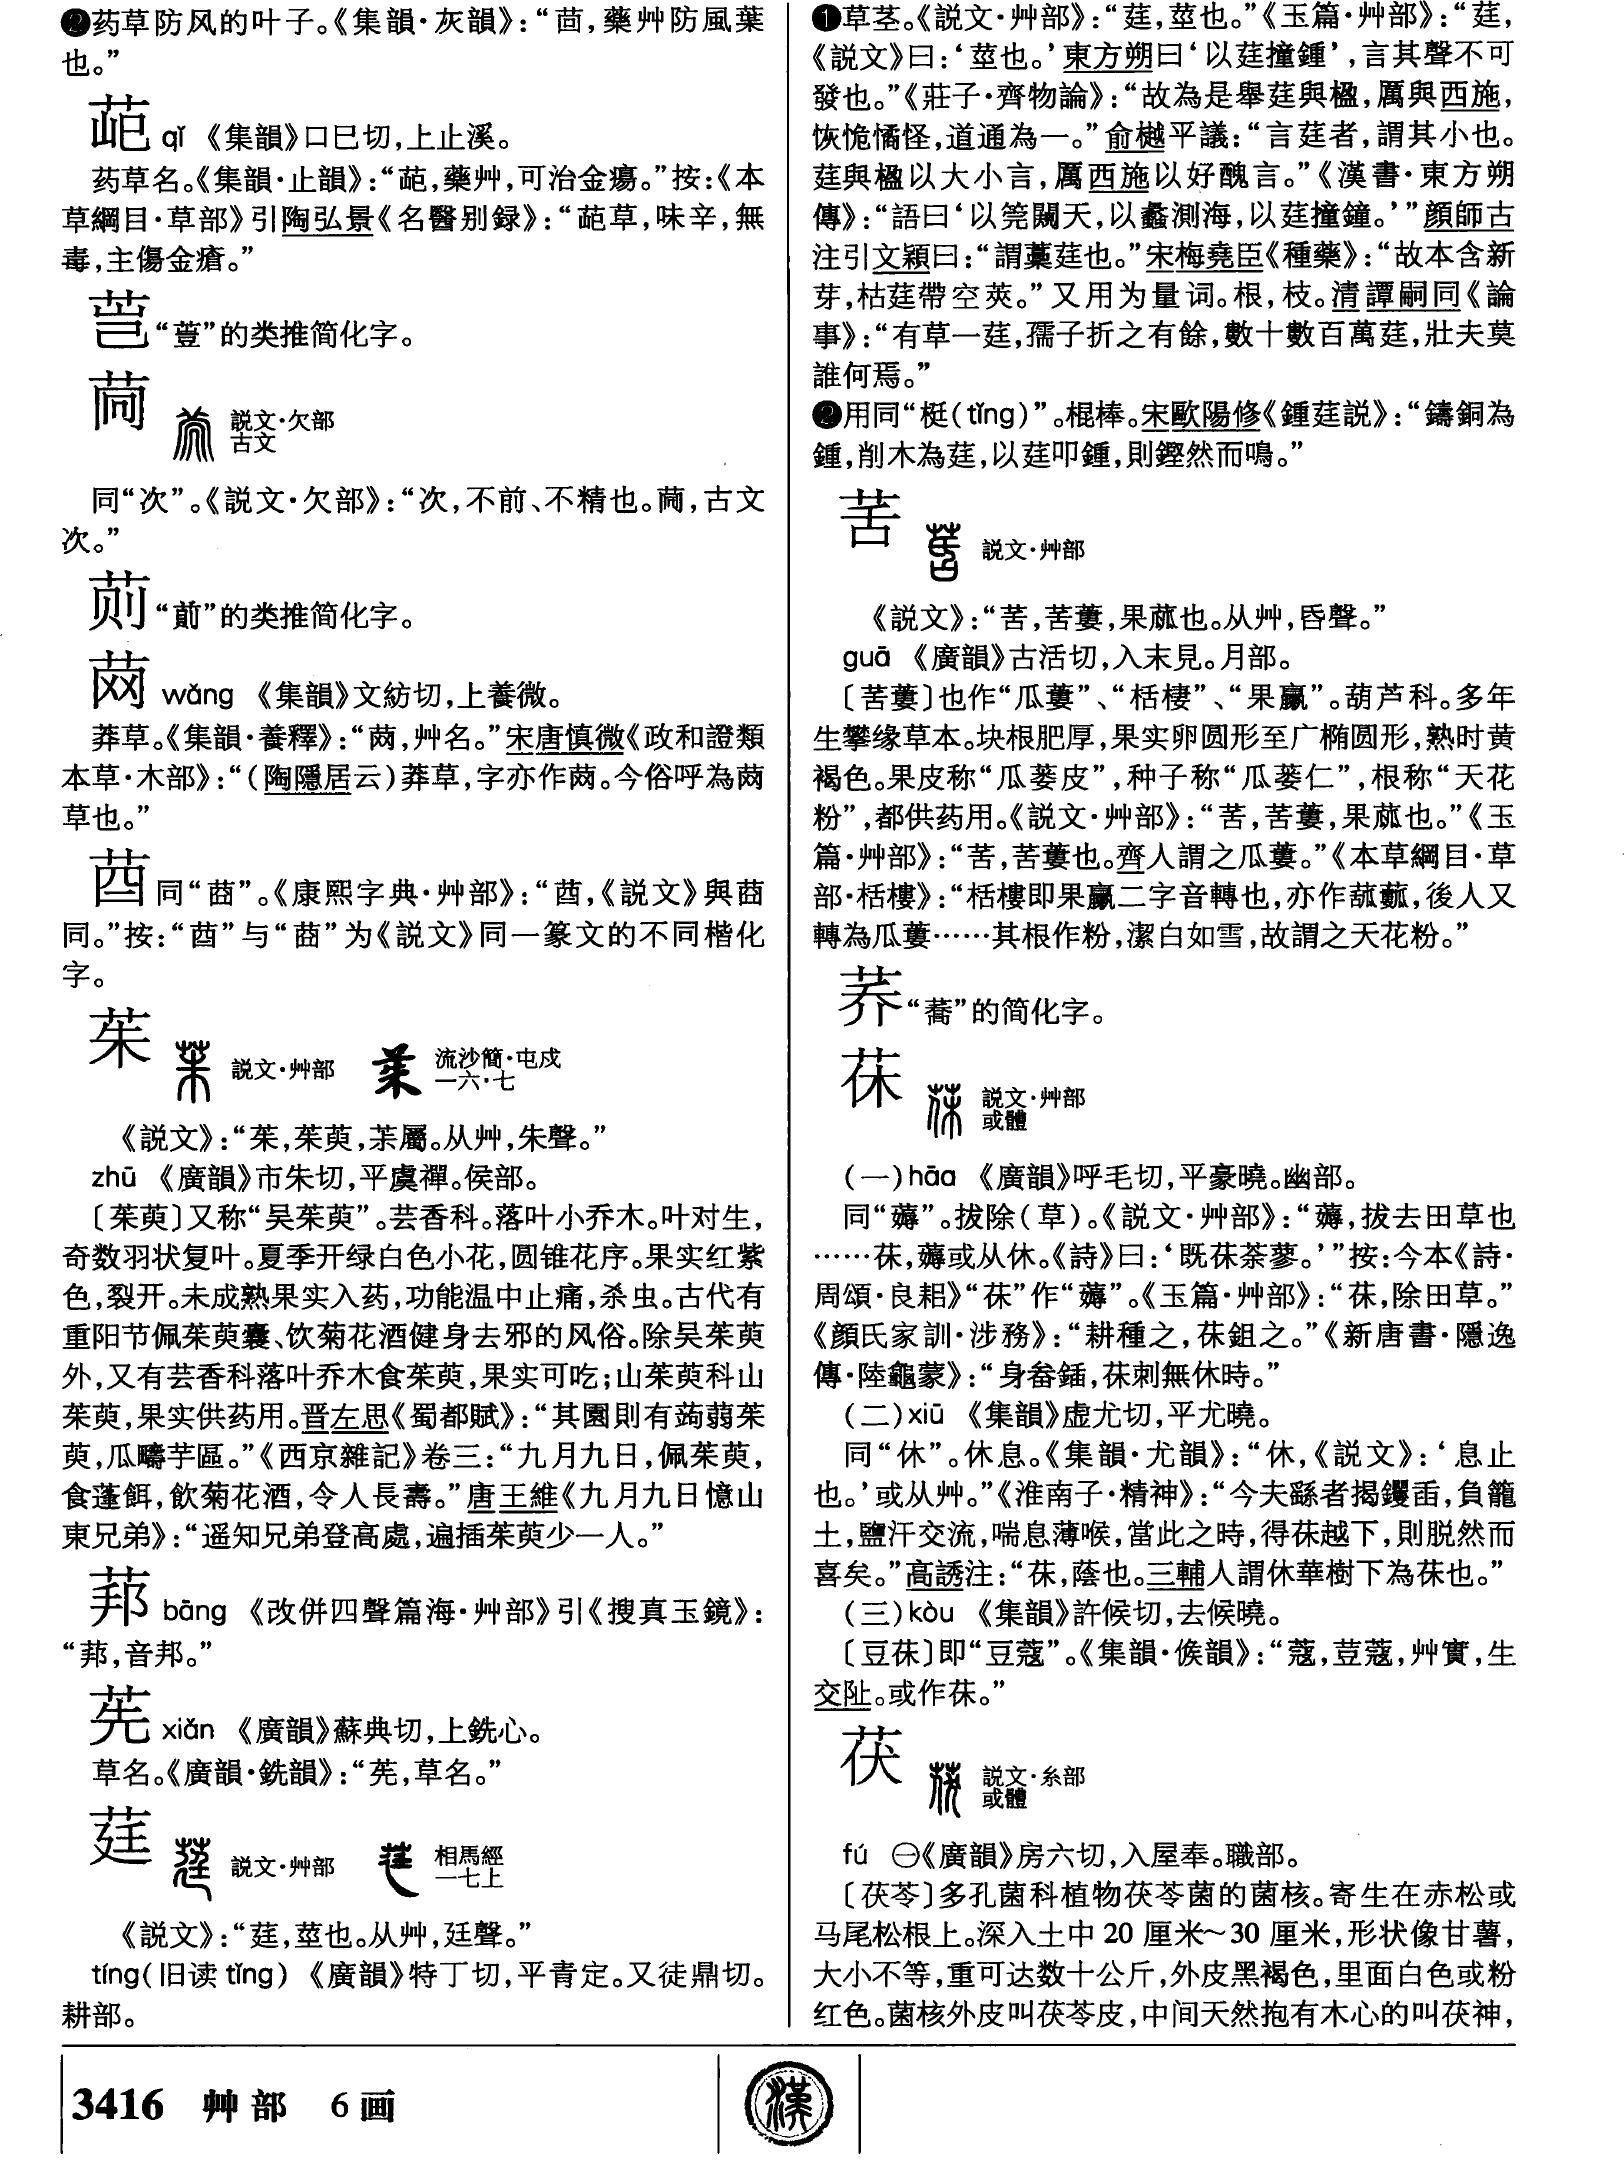 ❷药草防风的叶子。《集韻·灰韻》：“茴，藥艸防風葉
也。”
䔇 qǐ 《集韻》口巳切，上止溪。
药草名。《集韻·止韻》：“，藥艸，可治金瘍。”按：《本
草綱目·草部》引陶弘景《名醫别録》：“草，味辛，無
毒，主傷金瘡。”
“薹”的类推简化字。
説文·欠部
古文
同“次”。《説文·欠部》：“次，不前、不精也。，古文
次。”
“萴”的类推简化字。
wǎng 《集韻》文紡切，上養微。
莽草。《集韻·養釋》：“䒽，艸名。”宋唐慎微《政和證類
本草·木部》：“（陶隱居云）莽草，字亦作䒽。今俗呼為䒽
草也。”
同“茜”。《康熙字典·艸部》：“，《説文》與茜
同。”按：“”与“”为《説文》同一篆文的不同楷化
字。
茱 説文·艸部 流沙簡·屯戍
一六·七
《説文》：“茱，茱萸，茮屬。从艸，朱聲。”
zhū 《廣韻》市朱切，平虞禪。侯部。
〔茱萸〕又称“吴茱萸”。芸香科。落叶小乔木。叶对生，
奇数羽状复叶。夏季开绿白色小花，圆锥花序。果实红紫
色，裂开。未成熟果实入药，功能温中止痛，杀虫。古代有
重阳节佩茱萸囊、饮菊花酒健身去邪的风俗。除吴茱萸
外，又有芸香科落叶乔木食茱萸，果实可吃；山茱萸科山
茱萸，果实供药用。晋左思《蜀都賦》：“其園則有蒟蒻茱
萸，瓜疇芋區。”《西京雜記》卷三：“九月九日，佩茱萸，
食蓬餌，飲菊花酒，令人長壽。”唐王維《九月九日憶山
東兄弟》：“遥知兄弟登高處，遍插茱萸少一人。”
bāng 《改併四聲篇海·艸部》引《搜真玉鏡》：
“，音邦。”
xiǎn 《廣韻》蘇典切，上銑心。
草名。《廣韻·銑韻》：“，草名。”
莛 説文·艸部 相馬經
一七上
《説文》：“莛，莖也。从艸，廷聲。”
tíng（旧读tǐng） 《廣韻》特丁切，平青定。又徒鼎切。
耕部。
❶草茎。《説文·艸部》：“莛，莖也。”《玉篇·艸部》：“莛，
《説文》曰：‘莖也。’東方朔曰‘以莛撞鍾’，言其聲不可
發也。”《莊子·齊物論》：“故為是舉莛與楹，厲與西施，
恢恑憰怪，道通為一。”俞樾平議：“言莛者，謂其小也。
莛與楹以大小言，厲西施以好醜言。”《漢書·東方朔
傳》：“語曰‘以筦闚天，以蠡測海，以莛撞鐘。’”顔師古
注引文穎曰：“謂藁莛也。”宋梅堯臣《種藥》：“故本含新
芽，枯莛帶空莢。”又用为量词。根，枝。清譚嗣同《論
事》：“有草一莛，孺子折之有餘，數十數百萬莛，壯夫莫
誰何焉。”
❷用同“梃（tǐng）”。棍棒。宋歐陽修《鍾莛説》：“鑄銅為
鍾，削木為莛，以莛叩鍾，則鏗然而鳴。”
䒷 説文·艸部
《説文》：“䒷，䒷蔞，果蓏也。从艸，昏聲。”
guā 《廣韻》古活切，入末見。月部。
〔䒷蔞〕也作“瓜蔞”、“栝樓”、“果臝”。葫芦科。多年
生攀缘草本。块根肥厚，果实卵圆形至广椭圆形，熟时黄
褐色。果皮称“瓜蒌皮”，种子称“瓜蒌仁”，根称“天花
粉”，都供药用。《説文·艸部》：“䒷，䒷蔞，果蓏也。”《玉
篇·艸部》：“䒷，䒷蔞也。齊人謂之瓜蔞。”《本草綱目·草
部·栝樓》：“栝樓即果臝二字音轉也，亦作𦼫，後人又
轉為瓜蔞……其根作粉，潔白如雪，故謂之天花粉。”
荞 “蕎”的简化字。
茠 説文·艸部
或體
（一）hāo 《廣韻》呼毛切，平豪曉。幽部。
同“薅”。拔除（草）。《説文·艸部》：“薅，拔去田草也
……茠，薅或从休。《詩》曰：‘既茠荼蓼。’”按：今本《詩·
周頌·良耜》“茠”作“薅”。《玉篇·艸部》：“茠，除田草。”
《顔氏家訓·涉務》：“耕種之，茠鉏之。”《新唐書·隱逸
傳·陸龜蒙》：“身畚鍤，茠刺無休時。”
（二）xiū 《集韻》虚尤切，平尤曉。
同“休”。休息。《集韻·尤韻》：“休，《説文》：‘息止
也。’或从艸。”《淮南子·精神》：“今夫繇者揭钁臿，負籠
土，鹽汗交流，喘息薄喉，當此之時，得茠越下，則脱然而
喜矣。”高誘注：“茠，蔭也。三輔人謂休華樹下為茠也。”
（三）kòu 《集韻》許候切，去候曉。
〔豆茠〕即“豆蔻”。《集韻·候韻》：“蔻，荳蔻，艸實，生
交阯。或作茠。”
茯 説文·糸部
或體
fú ㊀《廣韻》房六切，入屋奉。職部。
〔茯苓〕多孔菌科植物茯苓菌的菌核。寄生在赤松或
马尾松根上。深入土中20厘米～30厘米，形状像甘薯，
大小不等，重可达数十公斤，外皮黑褐色，里面白色或粉
红色。菌核外皮叫茯苓皮，中间天然抱有木心的叫茯神，
3416 艸部 6画
漢